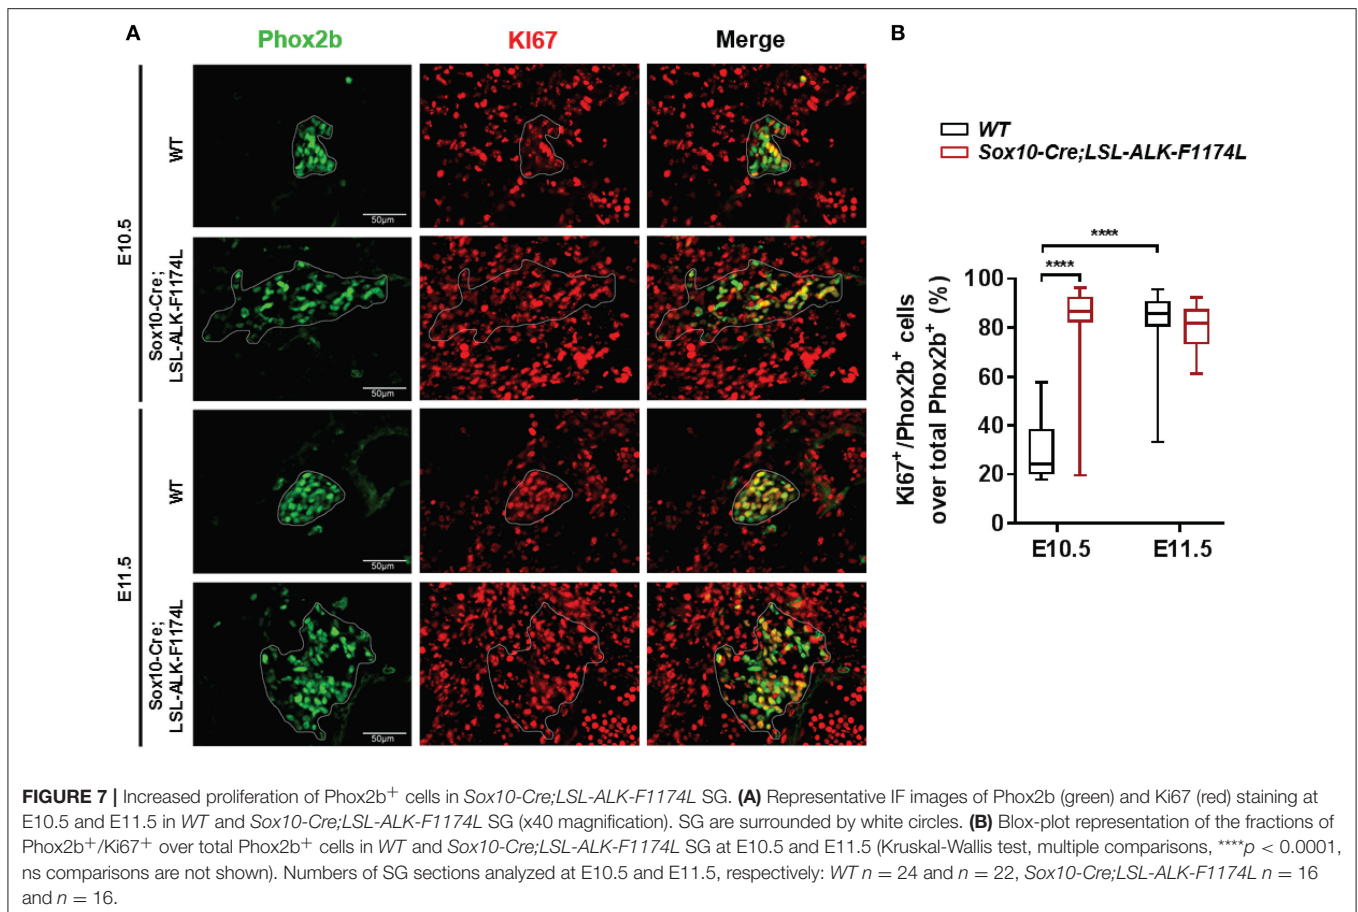 A
Phox2b
KI67
Merge
E10.5
WT
50µm
Sox10-Cre;
LSL-ALK-F1174L
50µm
E11.5
WT
50µm
Sox10-Cre;
LSL-ALK-F1174L
50µm
B
WT
Sox10-Cre;LSL-ALK-F1174L
****
****
Ki67+/Phox2b+ cells
over total Phox2b+ (%)
100
80
60
40
20
0
E10.5
E11.5
FIGURE 7 | Increased proliferation of Phox2b+ cells in Sox10-Cre;LSL-ALK-F1174L SG. (A) Representative IF images of Phox2b (green) and Ki67 (red) staining at
E10.5 and E11.5 in WT and Sox10-Cre;LSL-ALK-F1174L SG (x40 magnification). SG are surrounded by white circles. (B) Blox-plot representation of the fractions of
Phox2b+/Ki67+ over total Phox2b+ cells in WT and Sox10-Cre;LSL-ALK-F1174L SG at E10.5 and E11.5 (Kruskal-Wallis test, multiple comparisons, ****p < 0.0001,
ns comparisons are not shown). Numbers of SG sections analyzed at E10.5 and E11.5, respectively: WT n = 24 and n = 22, Sox10-Cre;LSL-ALK-F1174L n = 16
and n = 16.